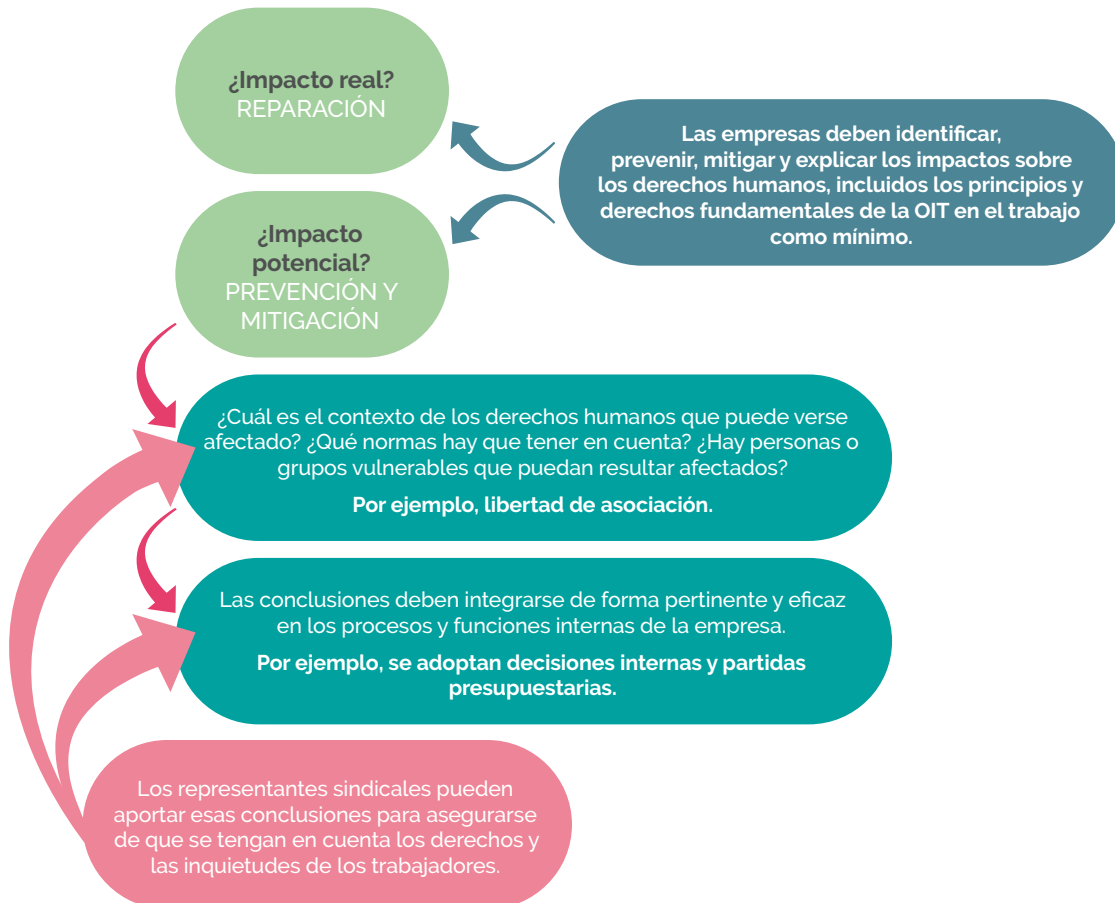 ¿Impacto real?
REPARACIÓN
Las empresas deben identificar,
prevenir, mitigar y explicar los impactos sobre
los derechos humanos, incluidos los principios y
derechos fundamentales de la OIT en el trabajo
como mínimo.
¿Impacto
potencial?
PREVENCIÓN Y
MITIGACIÓN
¿Cuál es el contexto de los derechos humanos que puede verse
afectado? ¿Qué normas hay que tener en cuenta? ¿Hay personas o
grupos vulnerables que puedan resultar afectados?
Por ejemplo, libertad de asociación.
Las conclusiones deben integrarse de forma pertinente y eficaz
en los procesos y funciones internas de la empresa.
Por ejemplo, se adoptan decisiones internas y partidas
presupuestarias.
Los representantes sindicales pueden
aportar esas conclusiones para asegurarse
de que se tengan en cuenta los derechos y
las inquietudes de los trabajadores.